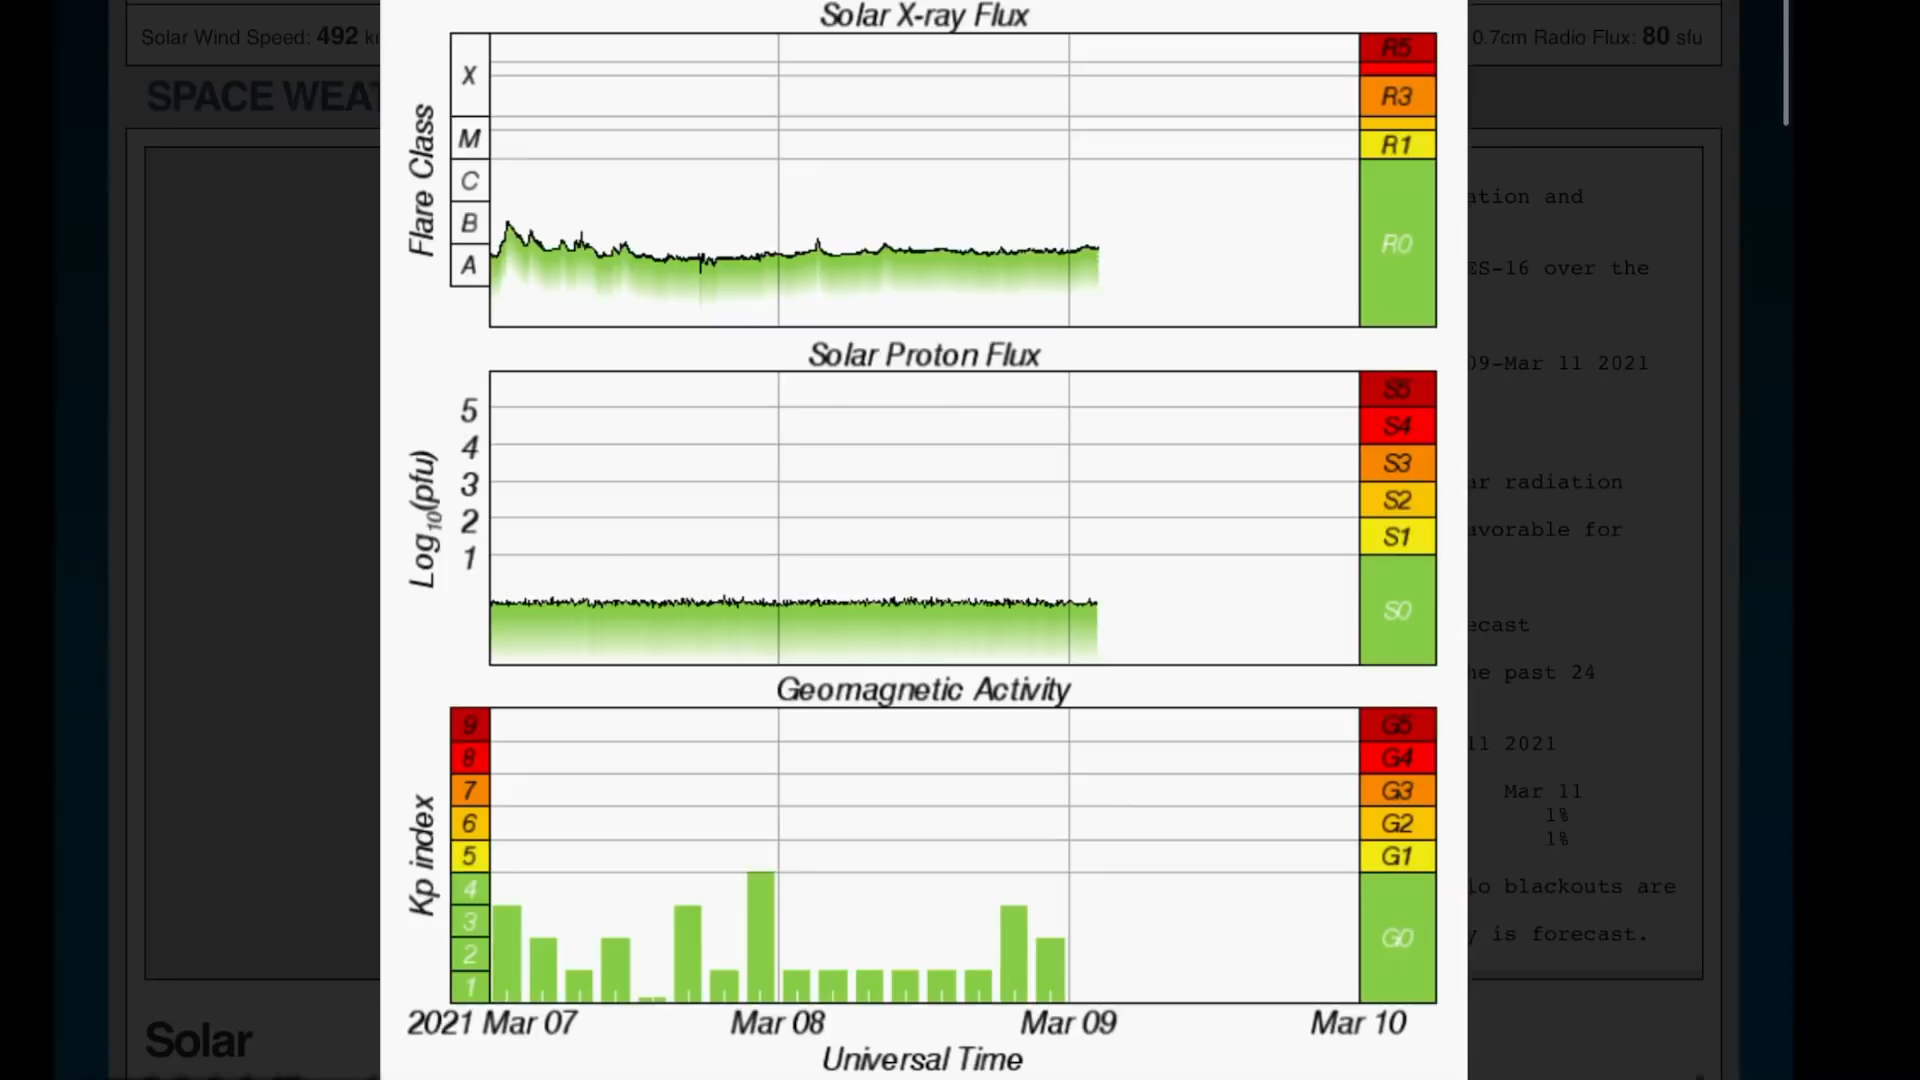 Solar X-ray Flux
Solar Wind Speed: 492
0.7cm Radio Flux: 80 sfu
SPACE WEA
Flare Class
X
M
C
B
A
R5
R3
R1
R0
ation and
ES-16 over the
Solar Proton Flux
09-Mar 11 2021
Log10(pfu)
5
4
3
2
1
S5
S4
S3
S2
S1
S0
ar radiation
avorable for
ecast
he past 24
Geomagnetic Activity
Kp index
9
8
7
6
5
4
3
2
1
G5
G4
G3
G2
G1
G0
11 2021
Mar 11
1%
1%
io blackouts are
y is forecast.
2021 Mar 07 Mar 08 Mar 09 Mar 10
Universal Time
Solar